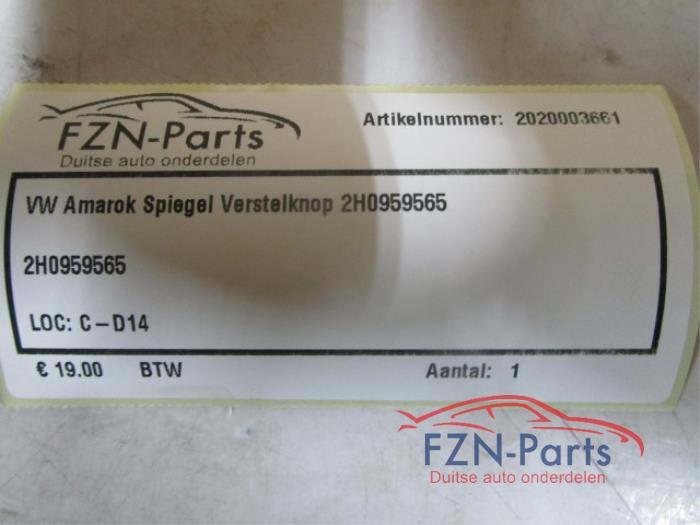 FZN-Parts
Duitse auto onderdelen
Artikelnummer: 2020003661
VW Amarok Spiegel Verstelknop 2H0959565
2H0959565
LOC: C-D14
€ 19.00 BTW Aantal: 1
FZN-Parts
Duitse auto onderdelen